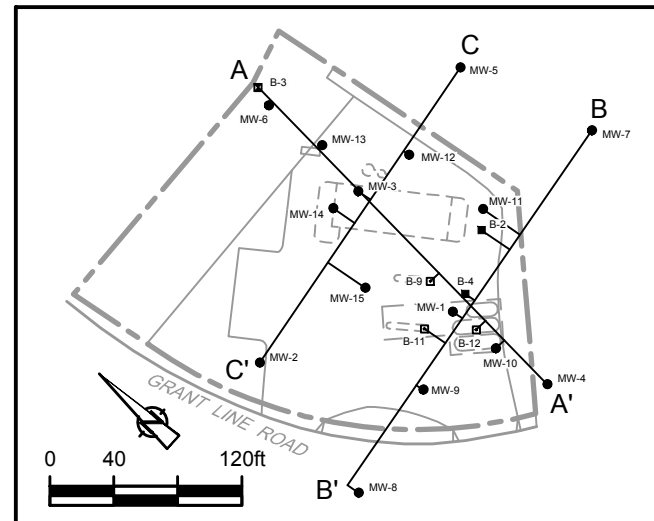 C
MW-5
A
B-3
MW-6
B
MW-7
MW-13
MW-12
MW-3
MW-14
MW-11
B-2
B-9
B-4
MW-15
MW-1
B-11
B-12
MW-10
MW-2
C'
MW-4
A'
MW-9
GRANT LINE ROAD
0 40 120ft
B'
MW-8